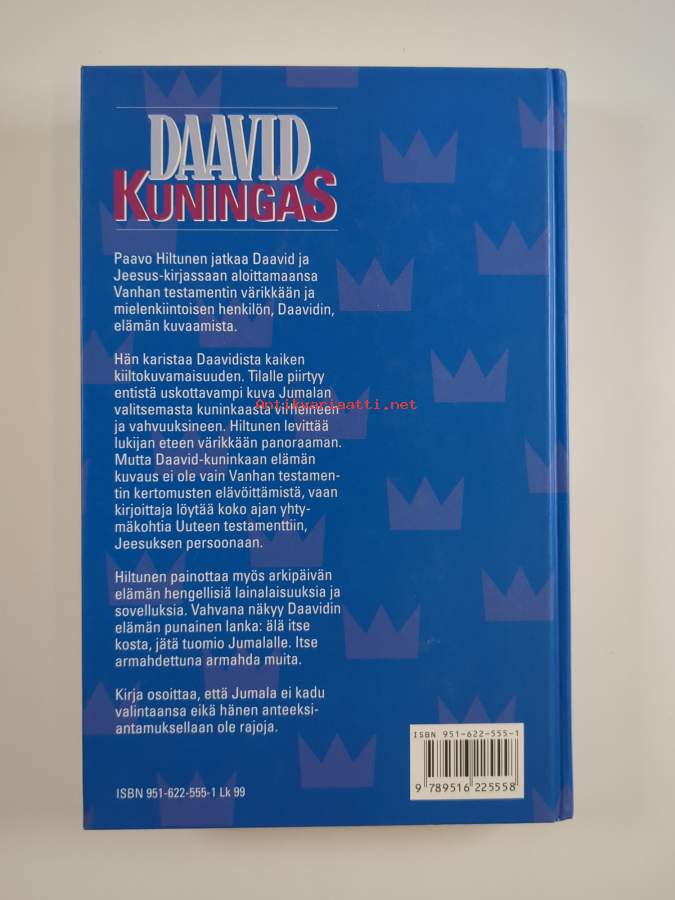 DAAVID
KUNINGAS
Paavo Hiltunen jatkaa Daavid ja
Jeesus-kirjassaan aloittamaansa
Vanhan testamentin värikkään ja
mielenkiintoisen henkilön, Daavidin,
elämän kuvaamista.
Hän karistaa Daavidista kaiken
kiiltokuvamaisuuden. Tilalle piirtyy
entistä uskottavampi kuva Jumalan
valitsemasta kuninkaasta virheineen
Antikvariaatti.net
ja vahvuuksineen. Hiltunen levittää
lukijan eteen värikkään panoraaman.
Mutta Daavid-kuninkaan elämän
kuvaus ei ole vain Vanhan testamen-
tin kertomusten elävöittämistä, vaan
kirjoittaja löytää koko ajan yhty-
mäkohtia Uuteen testamenttiin,
Jeesuksen persoonaan.
Hiltunen painottaa myös arkipäivän
elämän hengellisiä lainalaisuuksia ja
sovelluksia. Vahvana näkyy Daavidin
elämän punainen lanka: älä itse
kosta, jätä tuomio Jumalalle. Itse
armahdettuna armahda muita.
Kirja osoittaa, että Jumala ei kadu
valintaansa eikä hänen anteeksi-
antamuksellaan ole rajoja.
ISBN 951-622-555-1 Lk 99
ISBN 951-622-555-1
9 789516 225558